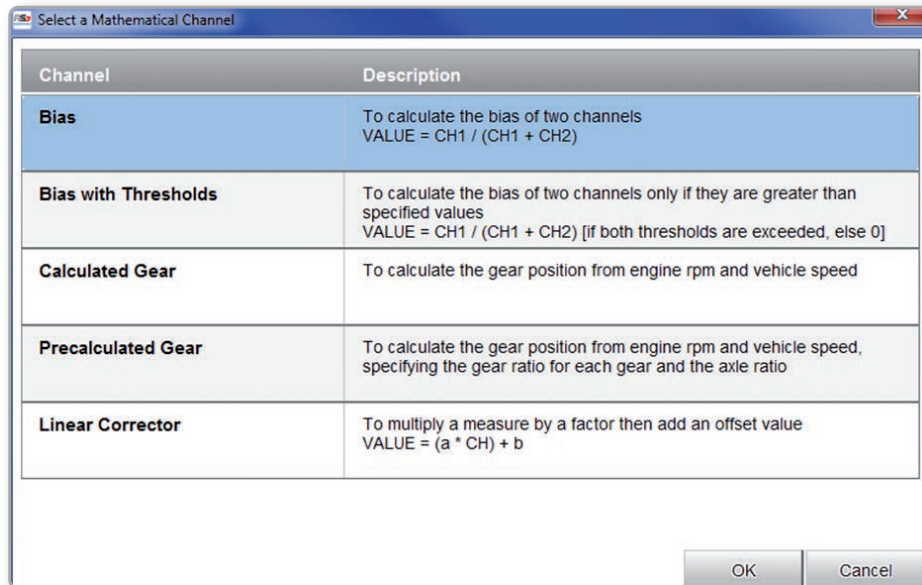 Select a Mathematical Channel
Channel Description
Bias
To calculate the bias of two channels
VALUE = CH1 / (CH1 + CH2)
Bias with Thresholds
To calculate the bias of two channels only if they are greater than
specified values
VALUE = CH1 / (CH1 + CH2) [if both thresholds are exceeded, else 0]
Calculated Gear
To calculate the gear position from engine rpm and vehicle speed
Precalculated Gear
To calculate the gear position from engine rpm and vehicle speed,
specifying the gear ratio for each gear and the axle ratio
Linear Corrector
To multiply a measure by a factor then add an offset value
VALUE = (a * CH) + b
OK Cancel